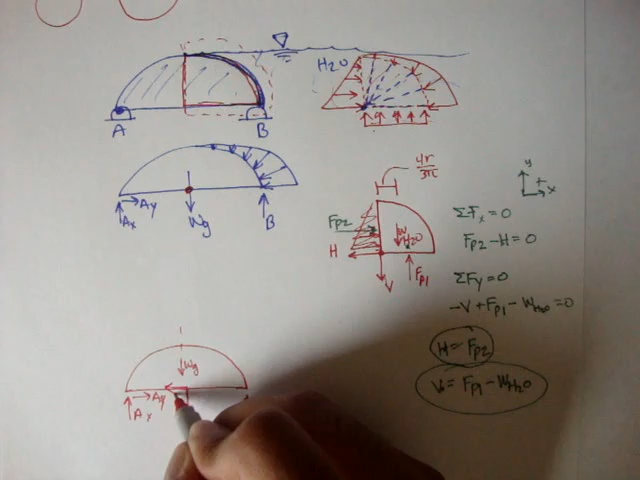 H₂O
A
B
4r
3π
Ay
Ax
Wg
B
Fp2
H
W H₂O
Fp1
V
y
+
x
ΣFx=0
Fp2-H=0
ΣFy=0
-V+Fp1-WH₂O=0
H=Fp2
V=Fp1-WH₂O
Wg
Ay
Ax